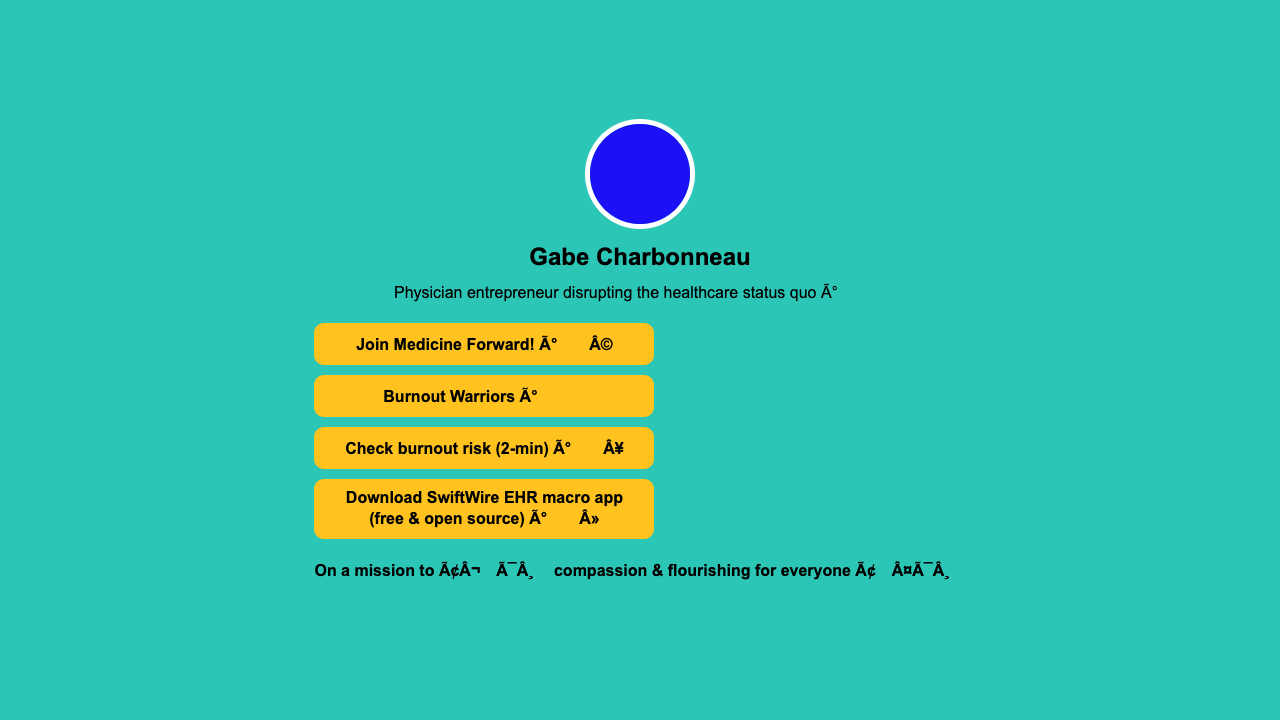 Gabe Charbonneau
Physician entrepreneur disrupting the healthcare status quo Ã°
Join Medicine Forward! Ã° Â©
Burnout Warriors Ã°
Check burnout risk (2-min) Ã° Â¥
Download SwiftWire EHR macro app
(free & open source) Ã° Â»
On a mission to Ã¢Â¬ Ã¯Â¸ compassion & flourishing for everyone Ã¢ Â¤Ã¯Â¸